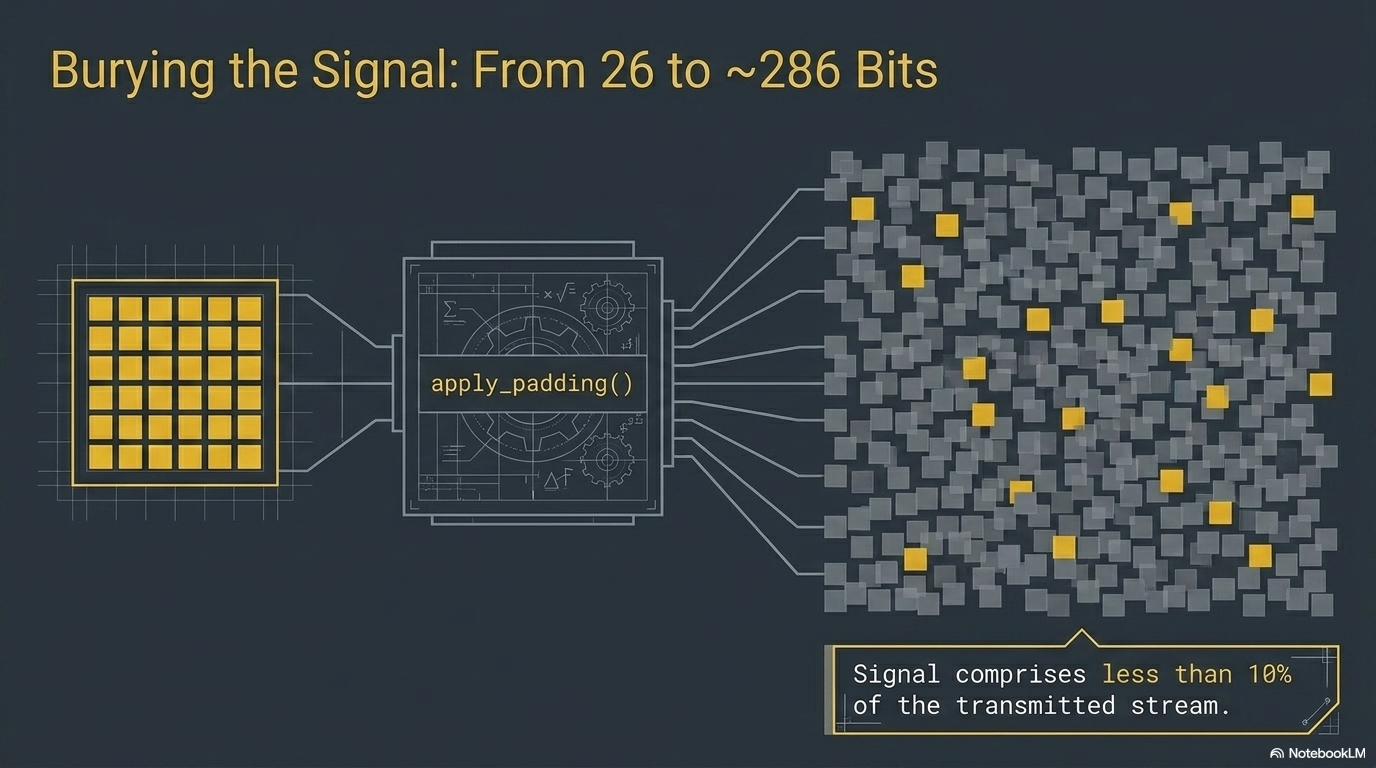 Burying the Signal: From 26 to ~286 Bits
apply_padding()
Signal comprises less than 10%
of the transmitted stream.
NotebookLM